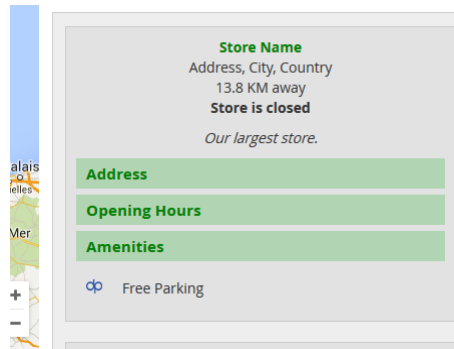 Store Name
Address, City, Country
13.8 KM away
Store is closed
Our largest store.
Address
Opening Hours
Amenities
Free Parking
alais
elles
Mer
+
−